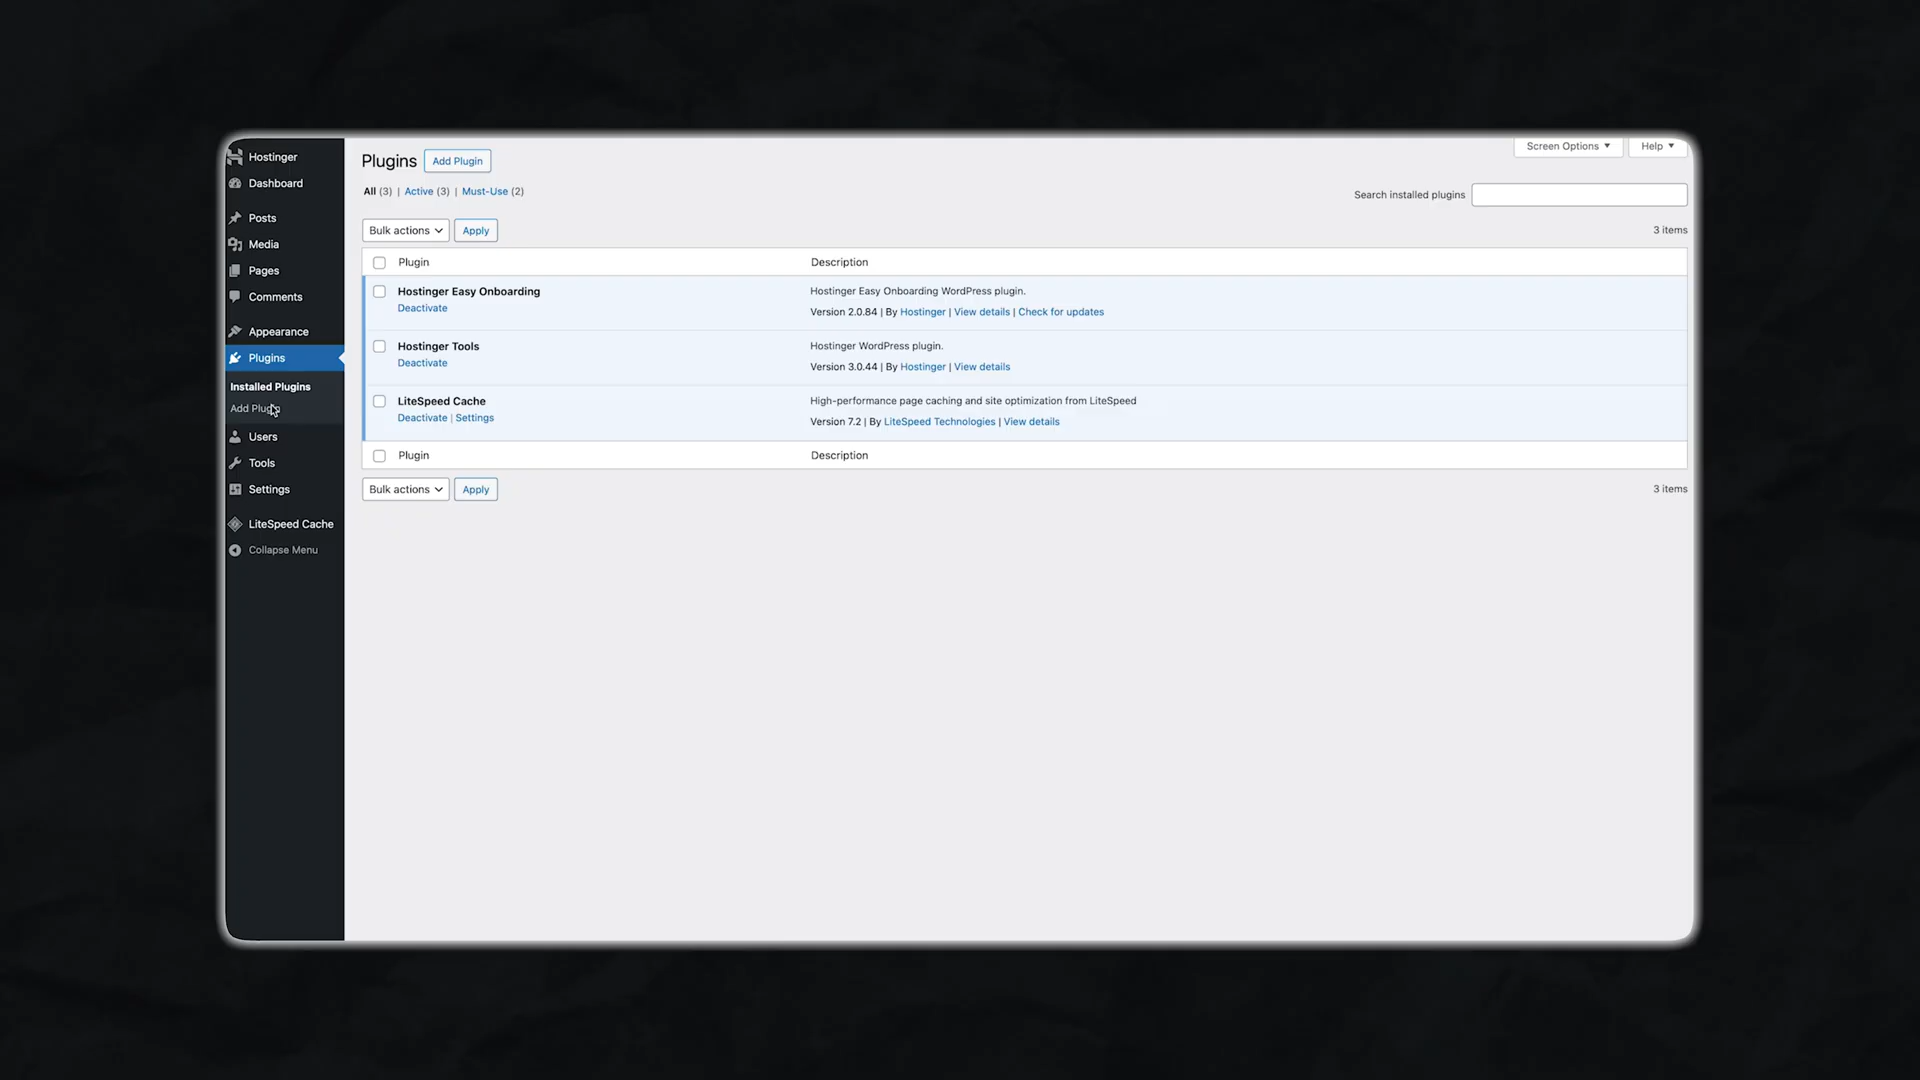 Hostinger
Dashboard
Posts
Media
Pages
Comments
Appearance
Plugins
Installed Plugins
Add Plugin
Users
Tools
Settings
LiteSpeed Cache
Collapse Menu
Screen Options ▼ Help ▼
Plugins Add Plugin
All (3) | Active (3) | Must-Use (2)
Search installed plugins
Bulk actions Apply 3 items
Plugin Description
Hostinger Easy Onboarding Hostinger Easy Onboarding WordPress plugin.
Deactivate Version 2.0.84 | By Hostinger | View details | Check for updates
Hostinger Tools Hostinger WordPress plugin.
Deactivate Version 3.0.44 | By Hostinger | View details
LiteSpeed Cache High-performance page caching and site optimization from LiteSpeed
Deactivate | Settings Version 7.2 | By LiteSpeed Technologies | View details
Plugin Description
Bulk actions Apply 3 items